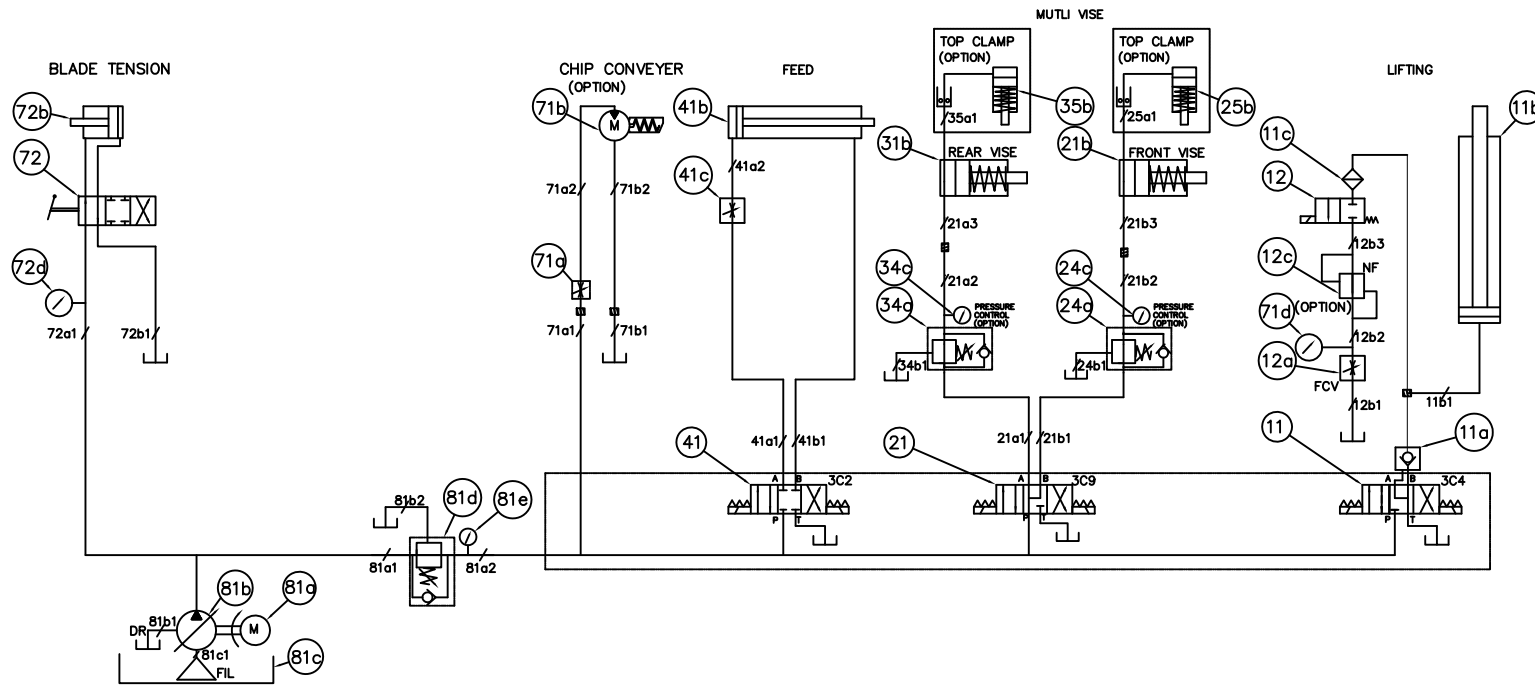 MUTLI VISE
BLADE TENSION
CHIP CONVEYER
(OPTION)
FEED
TOP CLAMP
(OPTION)
TOP CLAMP
(OPTION)
LIFTING
72b
71b
M
41b
35b
25b
11b
35a1
25a1
11c
31b
REAR VISE
21b
FRONT VISE
72
41c
41a2
12
71a2
71b2
21a3
21b3
12b3
72d
71a
34c
21a2
24c
21b2
12c
NF
34a
PRESSURE
CONTROL
(OPTION)
24a
PRESSURE
CONTROL
(OPTION)
71d
(OPTION)
72a1
72b1
71a1
71b1
12b2
34b1
24b1
12a
FCV
12b1
11b1
41
41a1
41b1
21
21a1
21b1
11
11a
A
B
3C2
A
B
3C9
A
B
3C4
81b2
81d
81e
P
T
P
T
P
T
81a1
81a2
81b
81a
DR
81b1
M
81c1
FIL
81c